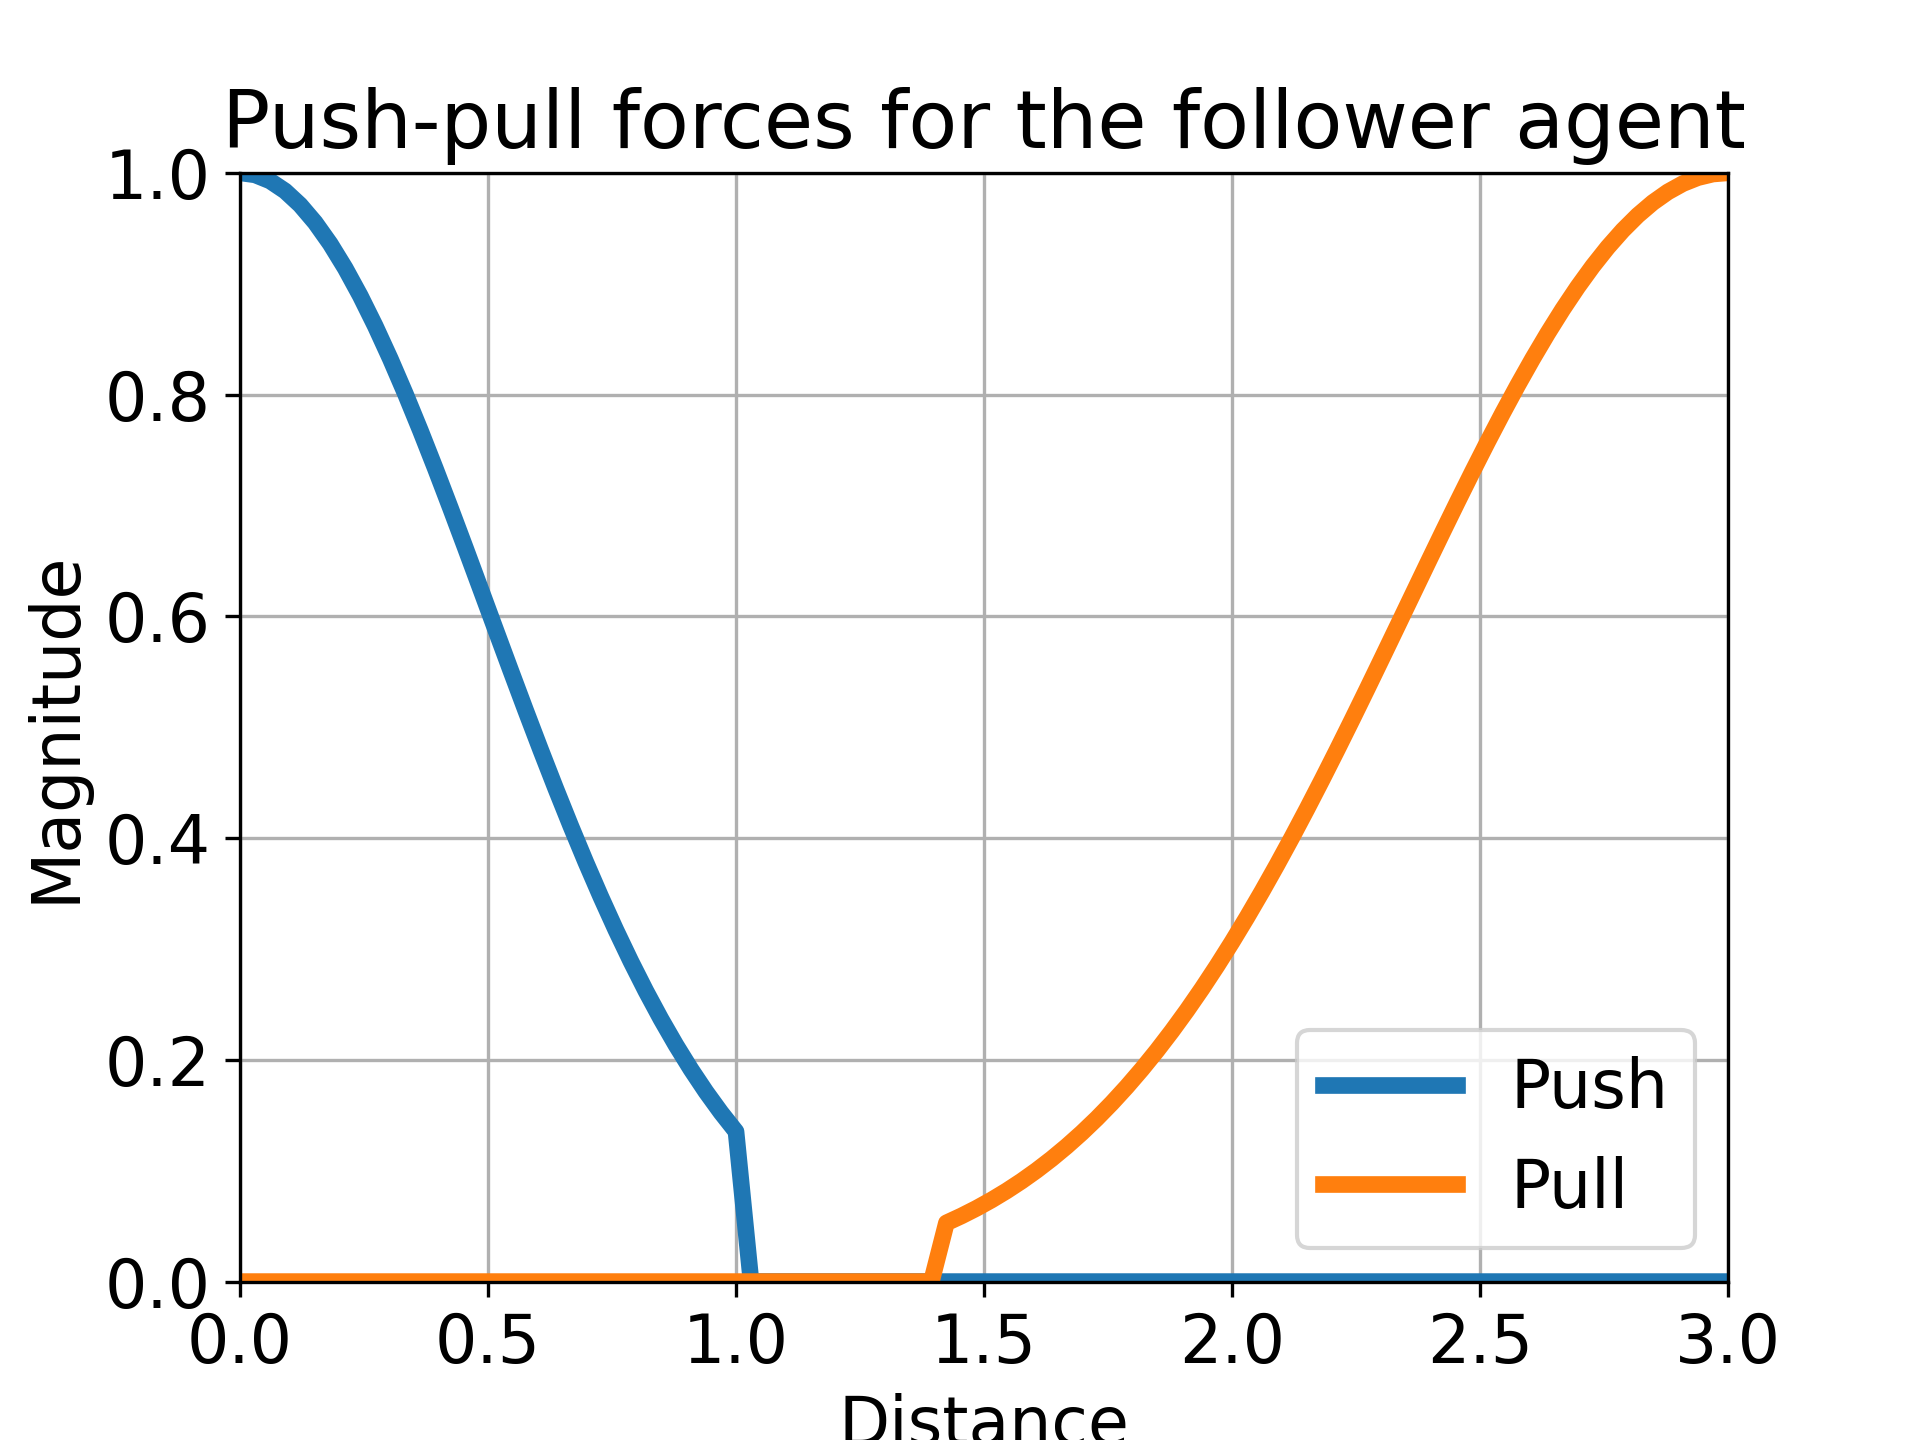 Push-pull forces for the follower agent
Magnitude
1.0
0.8
0.6
0.4
0.2
0.0
0.0 0.5 1.0 1.5 2.0 2.5 3.0
Distance
Push
Pull